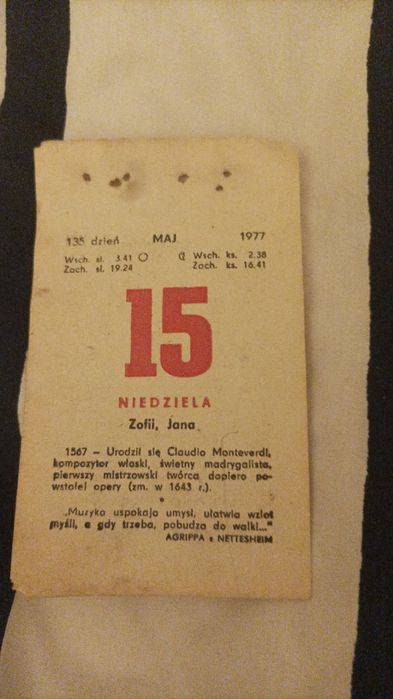 135 dzień MAJ 1977
Wsch. sł. 3.41 Wsch. ks. 2.38
Zach. sł. 19.24 Zach. ks. 16.41
15
NIEDZIELA
Zofii, Jana
1567 – Urodził się Claudio Monteverdi,
kompozytor włoski, świetny madrygalista,
pierwszy mistrzowski twórca dopiero po-
wstałej opery (zm. w 1643 r.).
„Muzyka uspokaja umysł, ułatwia wzlot
myśli, a gdy trzeba, pobudza do walki..."
AGRIPPA z NETTESHEIM